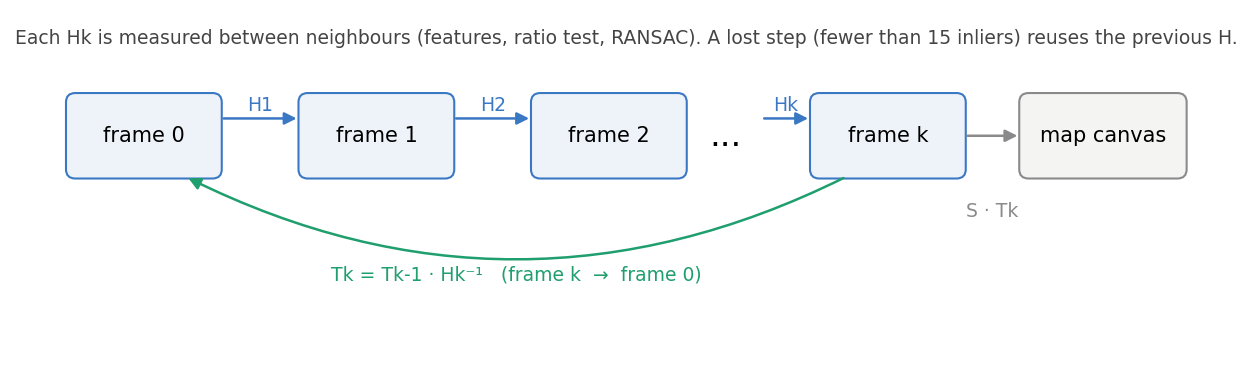 Each Hk is measured between neighbours (features, ratio test, RANSAC). A lost step (fewer than 15 inliers) reuses the previous H.
H1
H2
Hk
frame 0
frame 1
frame 2
...
frame k
map canvas
S · Tk
Tk = Tk-1 · Hk⁻¹ (frame k → frame 0)